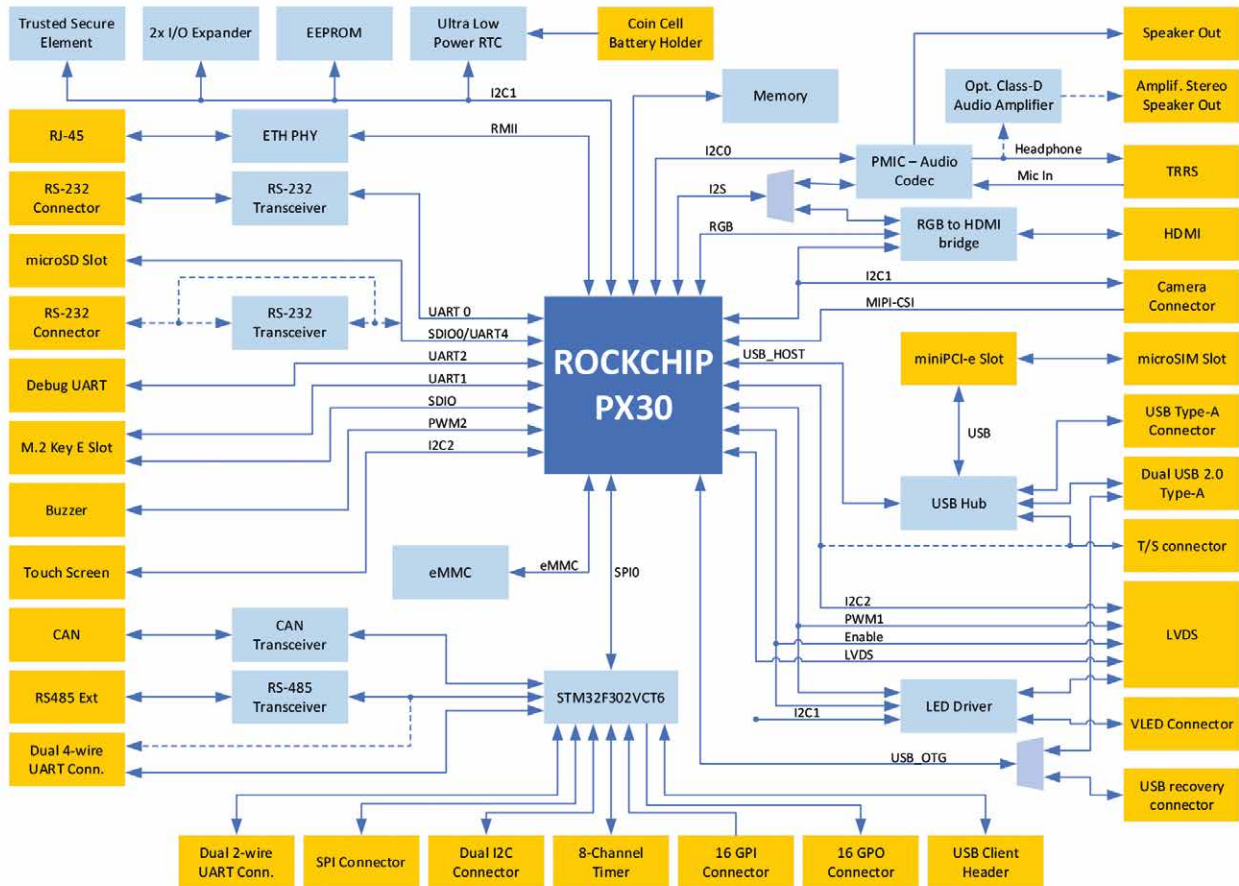 Trusted Secure
Element
2x I/O Expander
EEPROM
Ultra Low
Power RTC
Coin Cell
Battery Holder
Speaker Out
I2C1
Memory
Opt. Class-D
Audio Amplifier
Amplif. Stereo
Speaker Out
RJ-45
ETH PHY
RMII
I2C0
PMIC – Audio
Codec
Headphone
Mic In
TRRS
RS-232
Connector
RS-232
Transceiver
I2S
RGB
RGB to HDMI
bridge
HDMI
microSD Slot
I2C1
Camera
Connector
MIPI-CSI
RS-232
Connector
RS-232
Transceiver
UART 0
SDIO0/UART4
UART2
UART1
SDIO
PWM2
I2C2
ROCKCHIP
PX30
USB_HOST
miniPCI-e Slot
microSIM Slot
Debug UART
USB
USB Type-A
Connector
M.2 Key E Slot
Dual USB 2.0
Type-A
USB Hub
Buzzer
T/S connector
Touch Screen
eMMC
eMMC
SPI0
I2C2
PWM1
Enable
LVDS
LVDS
CAN
CAN
Transceiver
RS485 Ext
RS-485
Transceiver
STM32F302VCT6
I2C1
LED Driver
VLED Connector
Dual 4-wire
UART Conn.
USB_OTG
USB recovery
connector
Dual 2-wire
UART Conn.
SPI Connector
Dual I2C
Connector
8-Channel
Timer
16 GPI
Connector
16 GPO
Connector
USB Client
Header